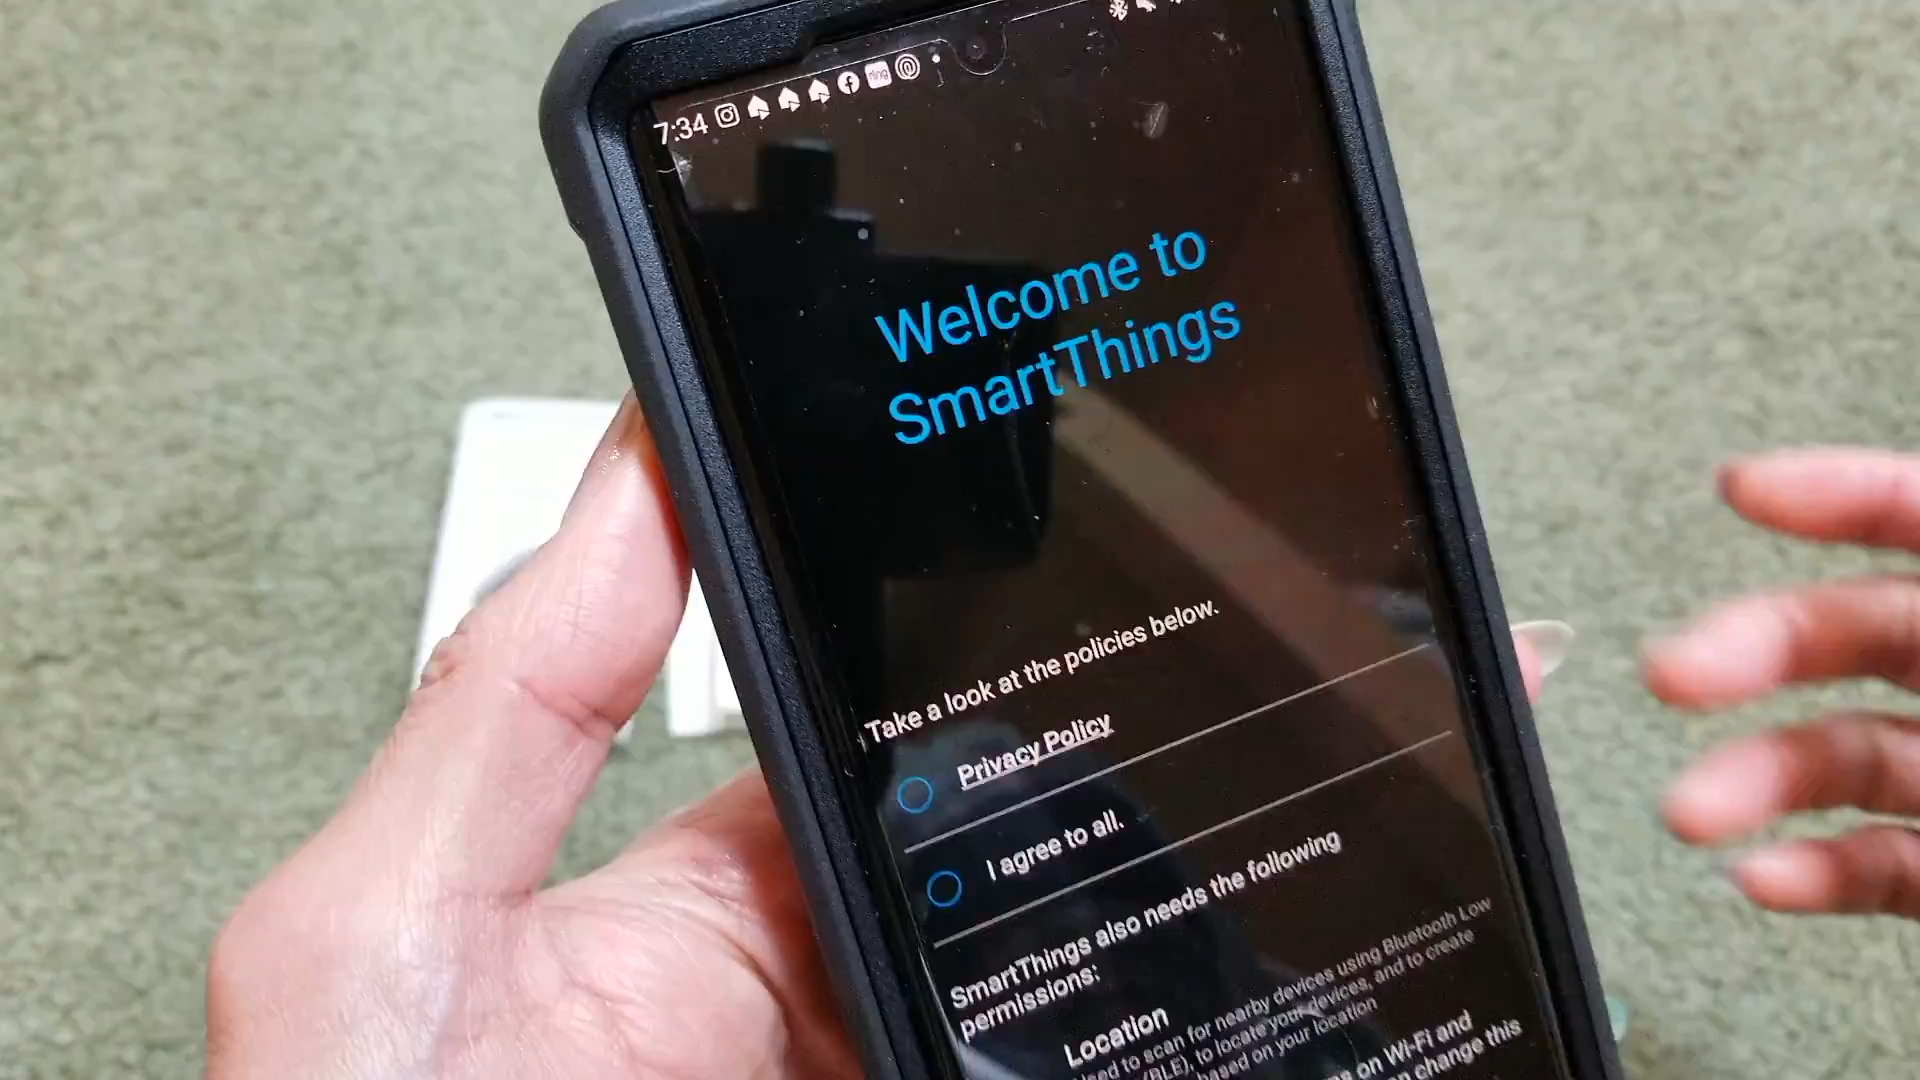 7:34 ring
Welcome to
SmartThings
Take a look at the policies below.
Privacy Policy
I agree to all.
SmartThings also needs the following
permissions:
Location
Used to scan for nearby devices using Bluetooth Low
(BLE), to locate your devices, and to create
based on your location
on Wi-Fi and
change this